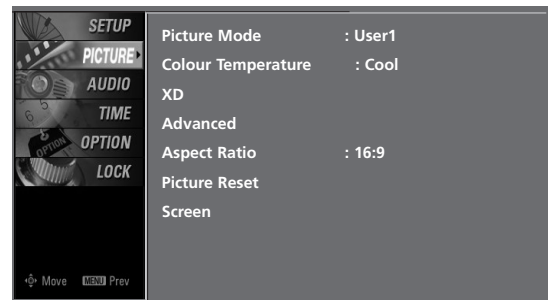 SETUP
PICTURE
AUDIO
TIME
OPTION
LOCK
Move MENU Prev
Picture Mode : User1
Colour Temperature : Cool
XD
Advanced
Aspect Ratio : 16:9
Picture Reset
Screen